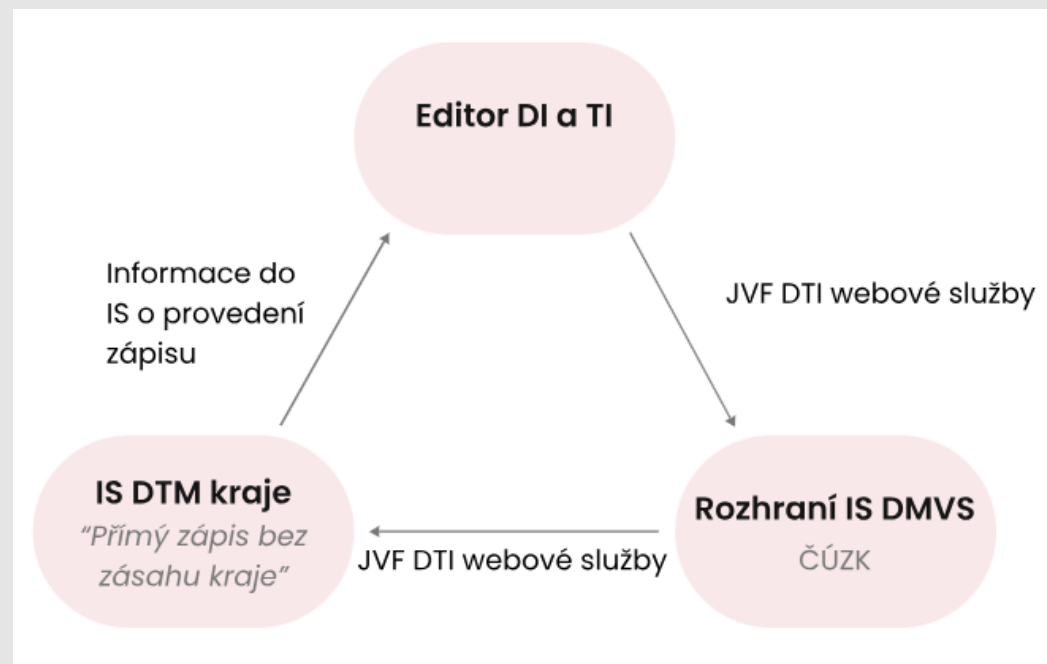 Editor DI a TI
Informace do
IS o provedení
zápisu
JVF DTI webové služby
IS DTM kraje
“Přímý zápis bez
zásahu kraje”
JVF DTI webové služby
Rozhraní IS DMVS
ČÚZK